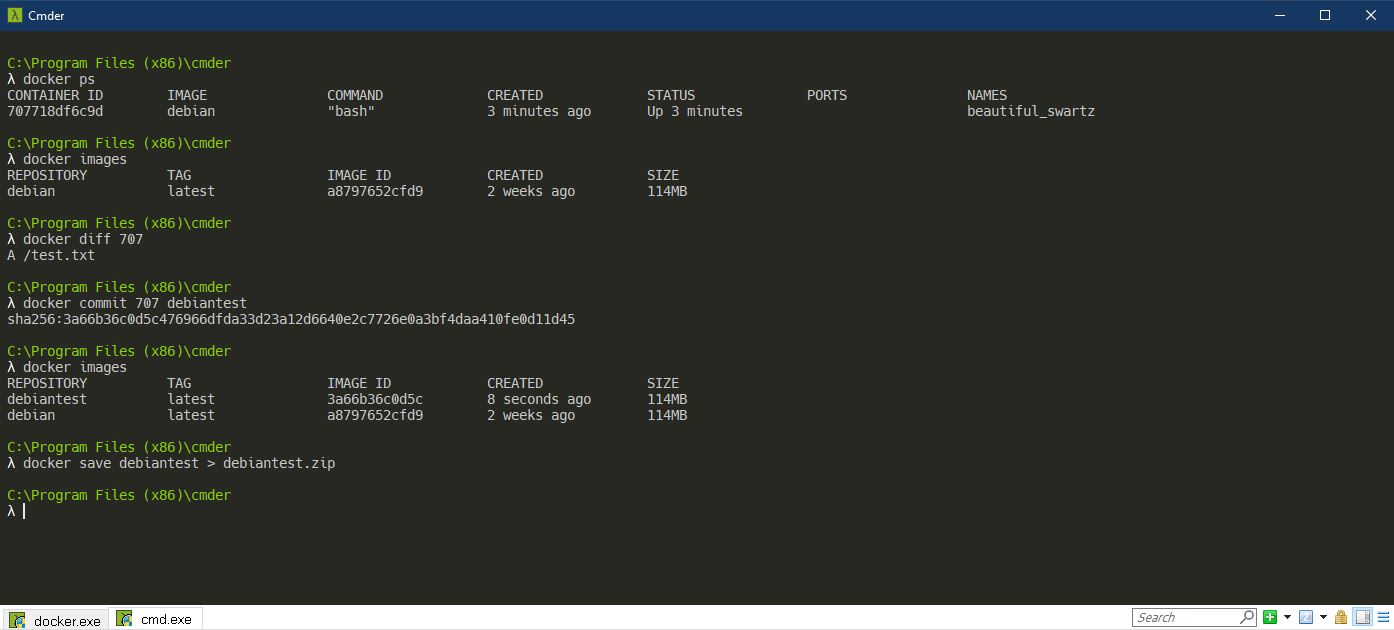 Cmder
C:\Program Files (x86)\cmder
λ docker ps
CONTAINER ID        IMAGE               COMMAND             CREATED             STATUS              PORTS               NAMES
707718df6c9d        debian              "bash"              3 minutes ago       Up 3 minutes                            beautiful_swartz
C:\Program Files (x86)\cmder
λ docker images
REPOSITORY          TAG                 IMAGE ID            CREATED             SIZE
debian              latest              a8797652cfd9        2 weeks ago         114MB
C:\Program Files (x86)\cmder
λ docker diff 707
A /test.txt
C:\Program Files (x86)\cmder
λ docker commit 707 debiantest
sha256:3a66b36c0d5c476966dfda33d23a12d6640e2c7726e0a3bf4daa410fe0d11d45
C:\Program Files (x86)\cmder
λ docker images
REPOSITORY          TAG                 IMAGE ID            CREATED             SIZE
debiantest          latest              3a66b36c0d5c        8 seconds ago       114MB
debian              latest              a8797652cfd9        2 weeks ago         114MB
C:\Program Files (x86)\cmder
λ docker save debiantest > debiantest.zip
C:\Program Files (x86)\cmder
λ
docker.exe cmd.exe Search